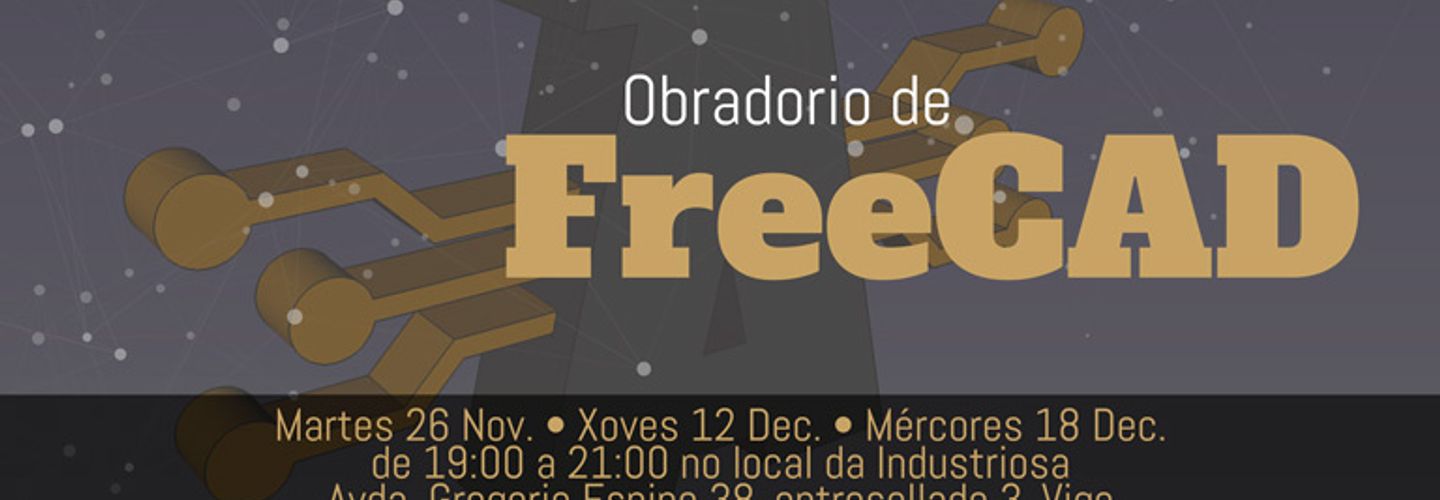 Obradorio de
FreeCAD
Martes 26 Nov. • Xoves 12 Dec. • Mércores 18 Dec.
de 19:00 a 21:00 no local da Industriosa
Avda. Gregorio Espino 38, entresollado 3, Vigo